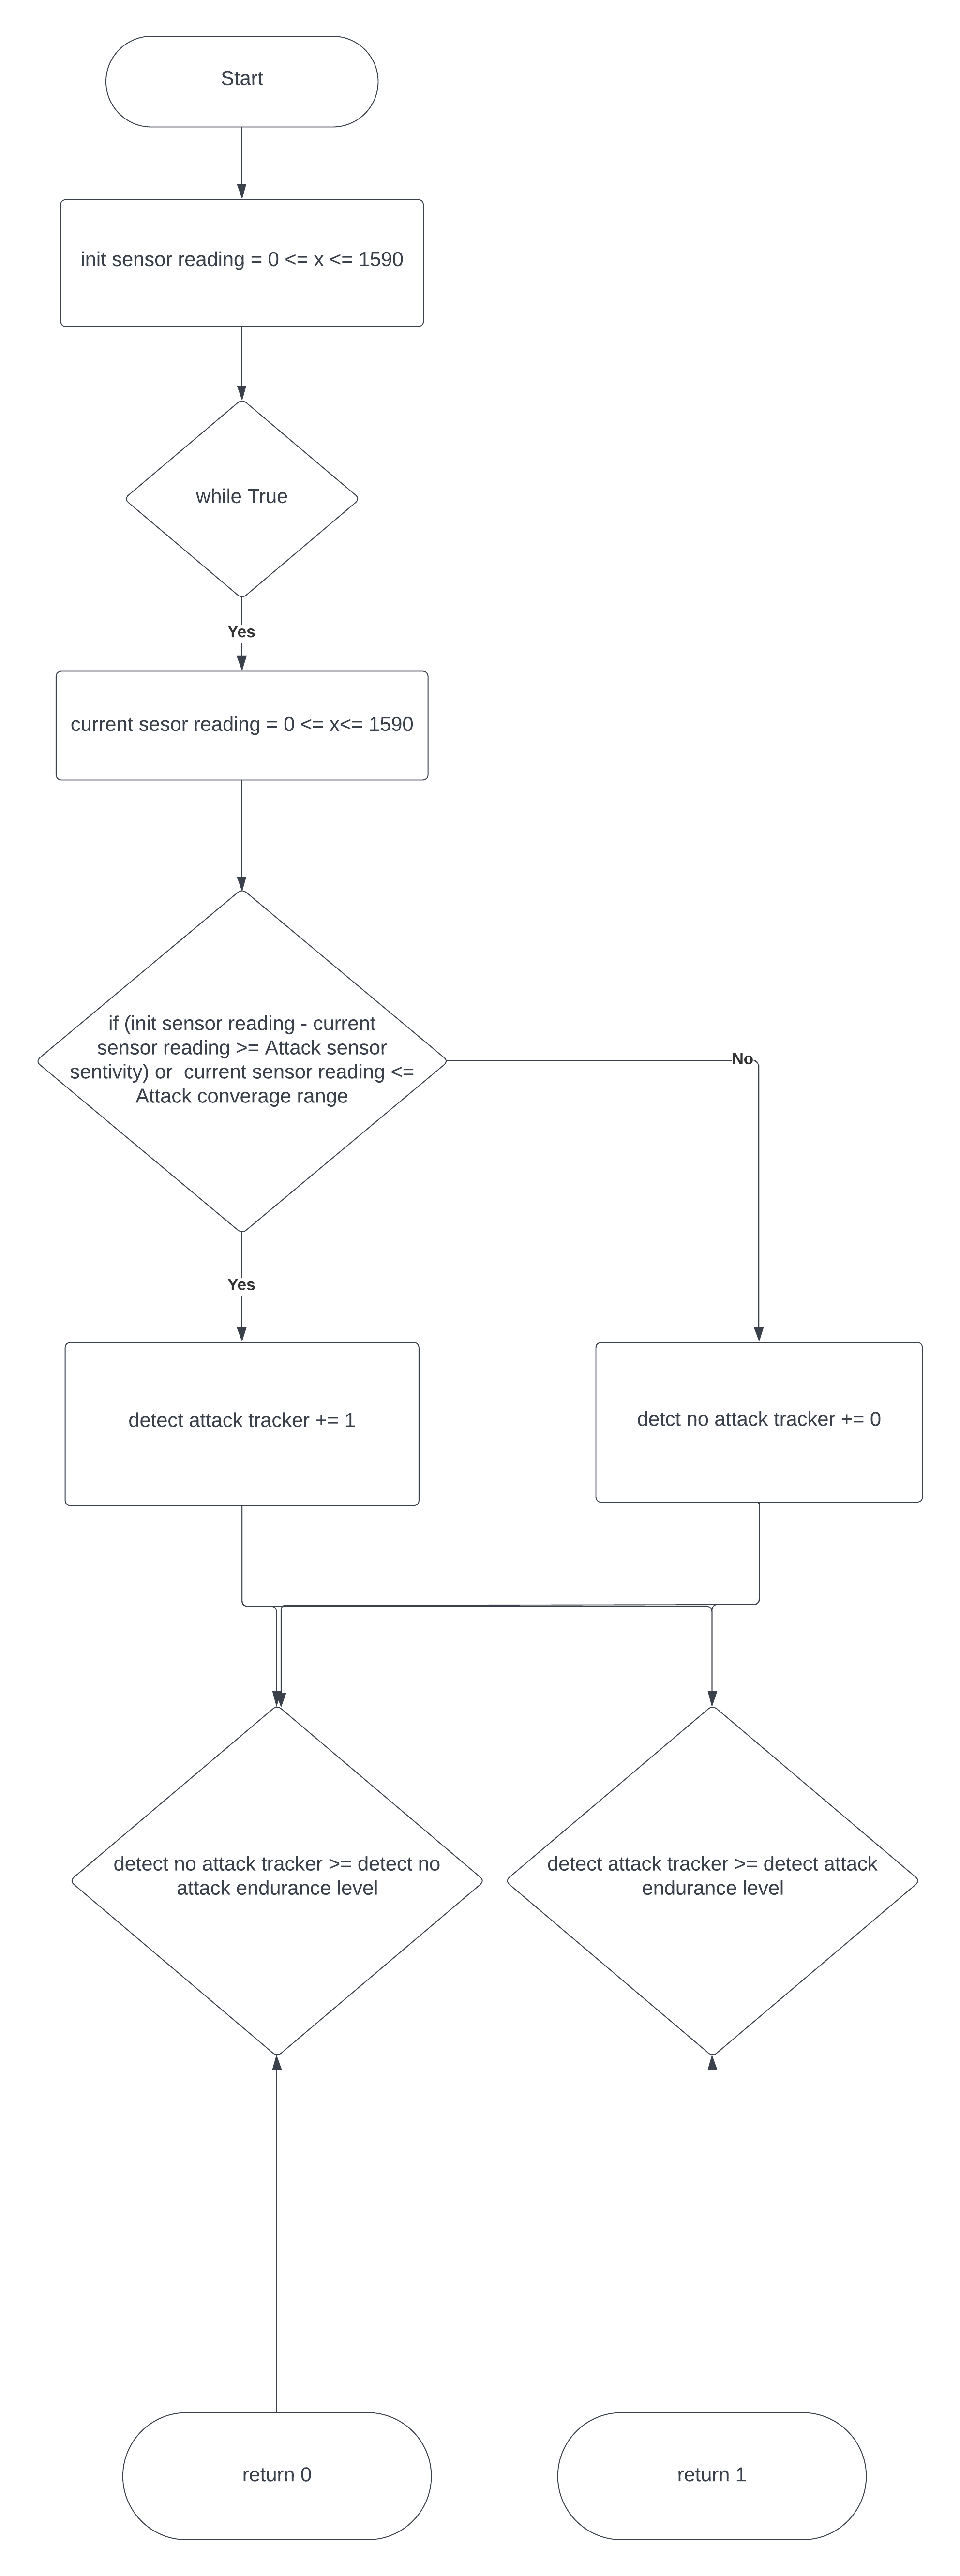 Start
init sensor reading = 0 <= x <= 1590
while True
Yes
current sesor reading = 0 <= x<= 1590
if (init sensor reading - current
sensor reading >= Attack sensor
sentivity) or  current sensor reading <=
Attack converage range
No
Yes
detect attack tracker += 1
detct no attack tracker += 0
detect no attack tracker >= detect no
attack endurance level
detect attack tracker >= detect attack
endurance level
return 0
return 1